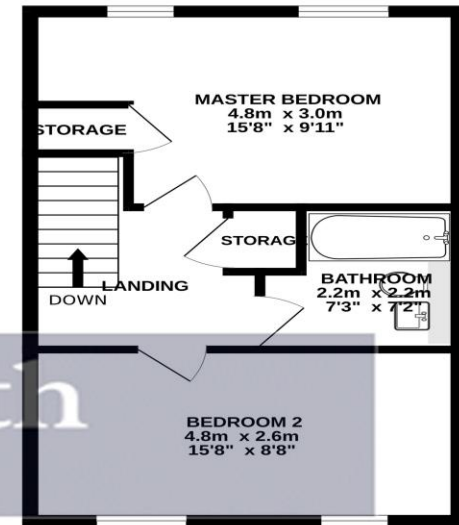 MASTER BEDROOM
4.8m x 3.0m
15'8" x 9'11"
STORAGE
STORAGE
LANDING
DOWN
BATHROOM
2.2m x 2.2m
7'3" x 7'2"
th
BEDROOM 2
4.8m x 2.6m
15'8" x 8'8"